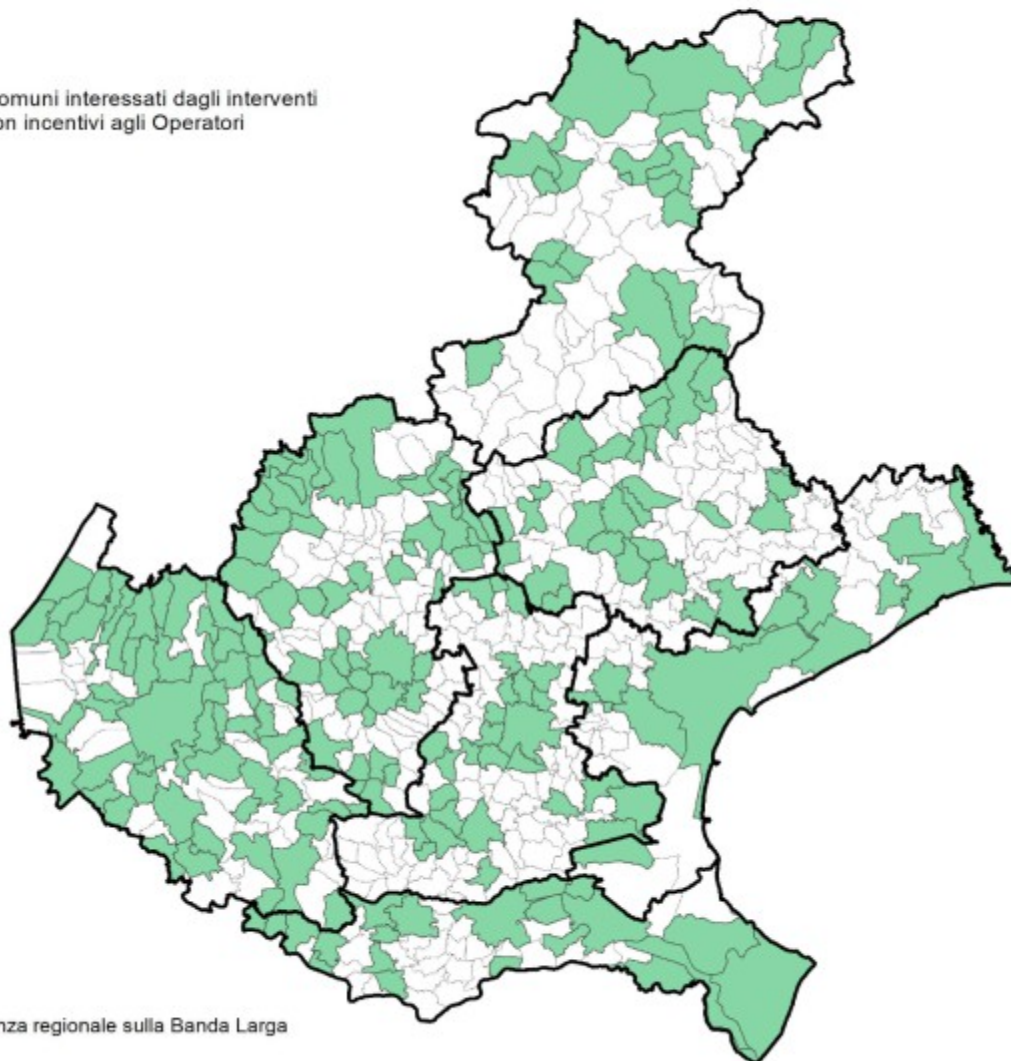 omuni interessati dagli interventi
on incentivi agli Operatori
nza regionale sulla Banda Larga